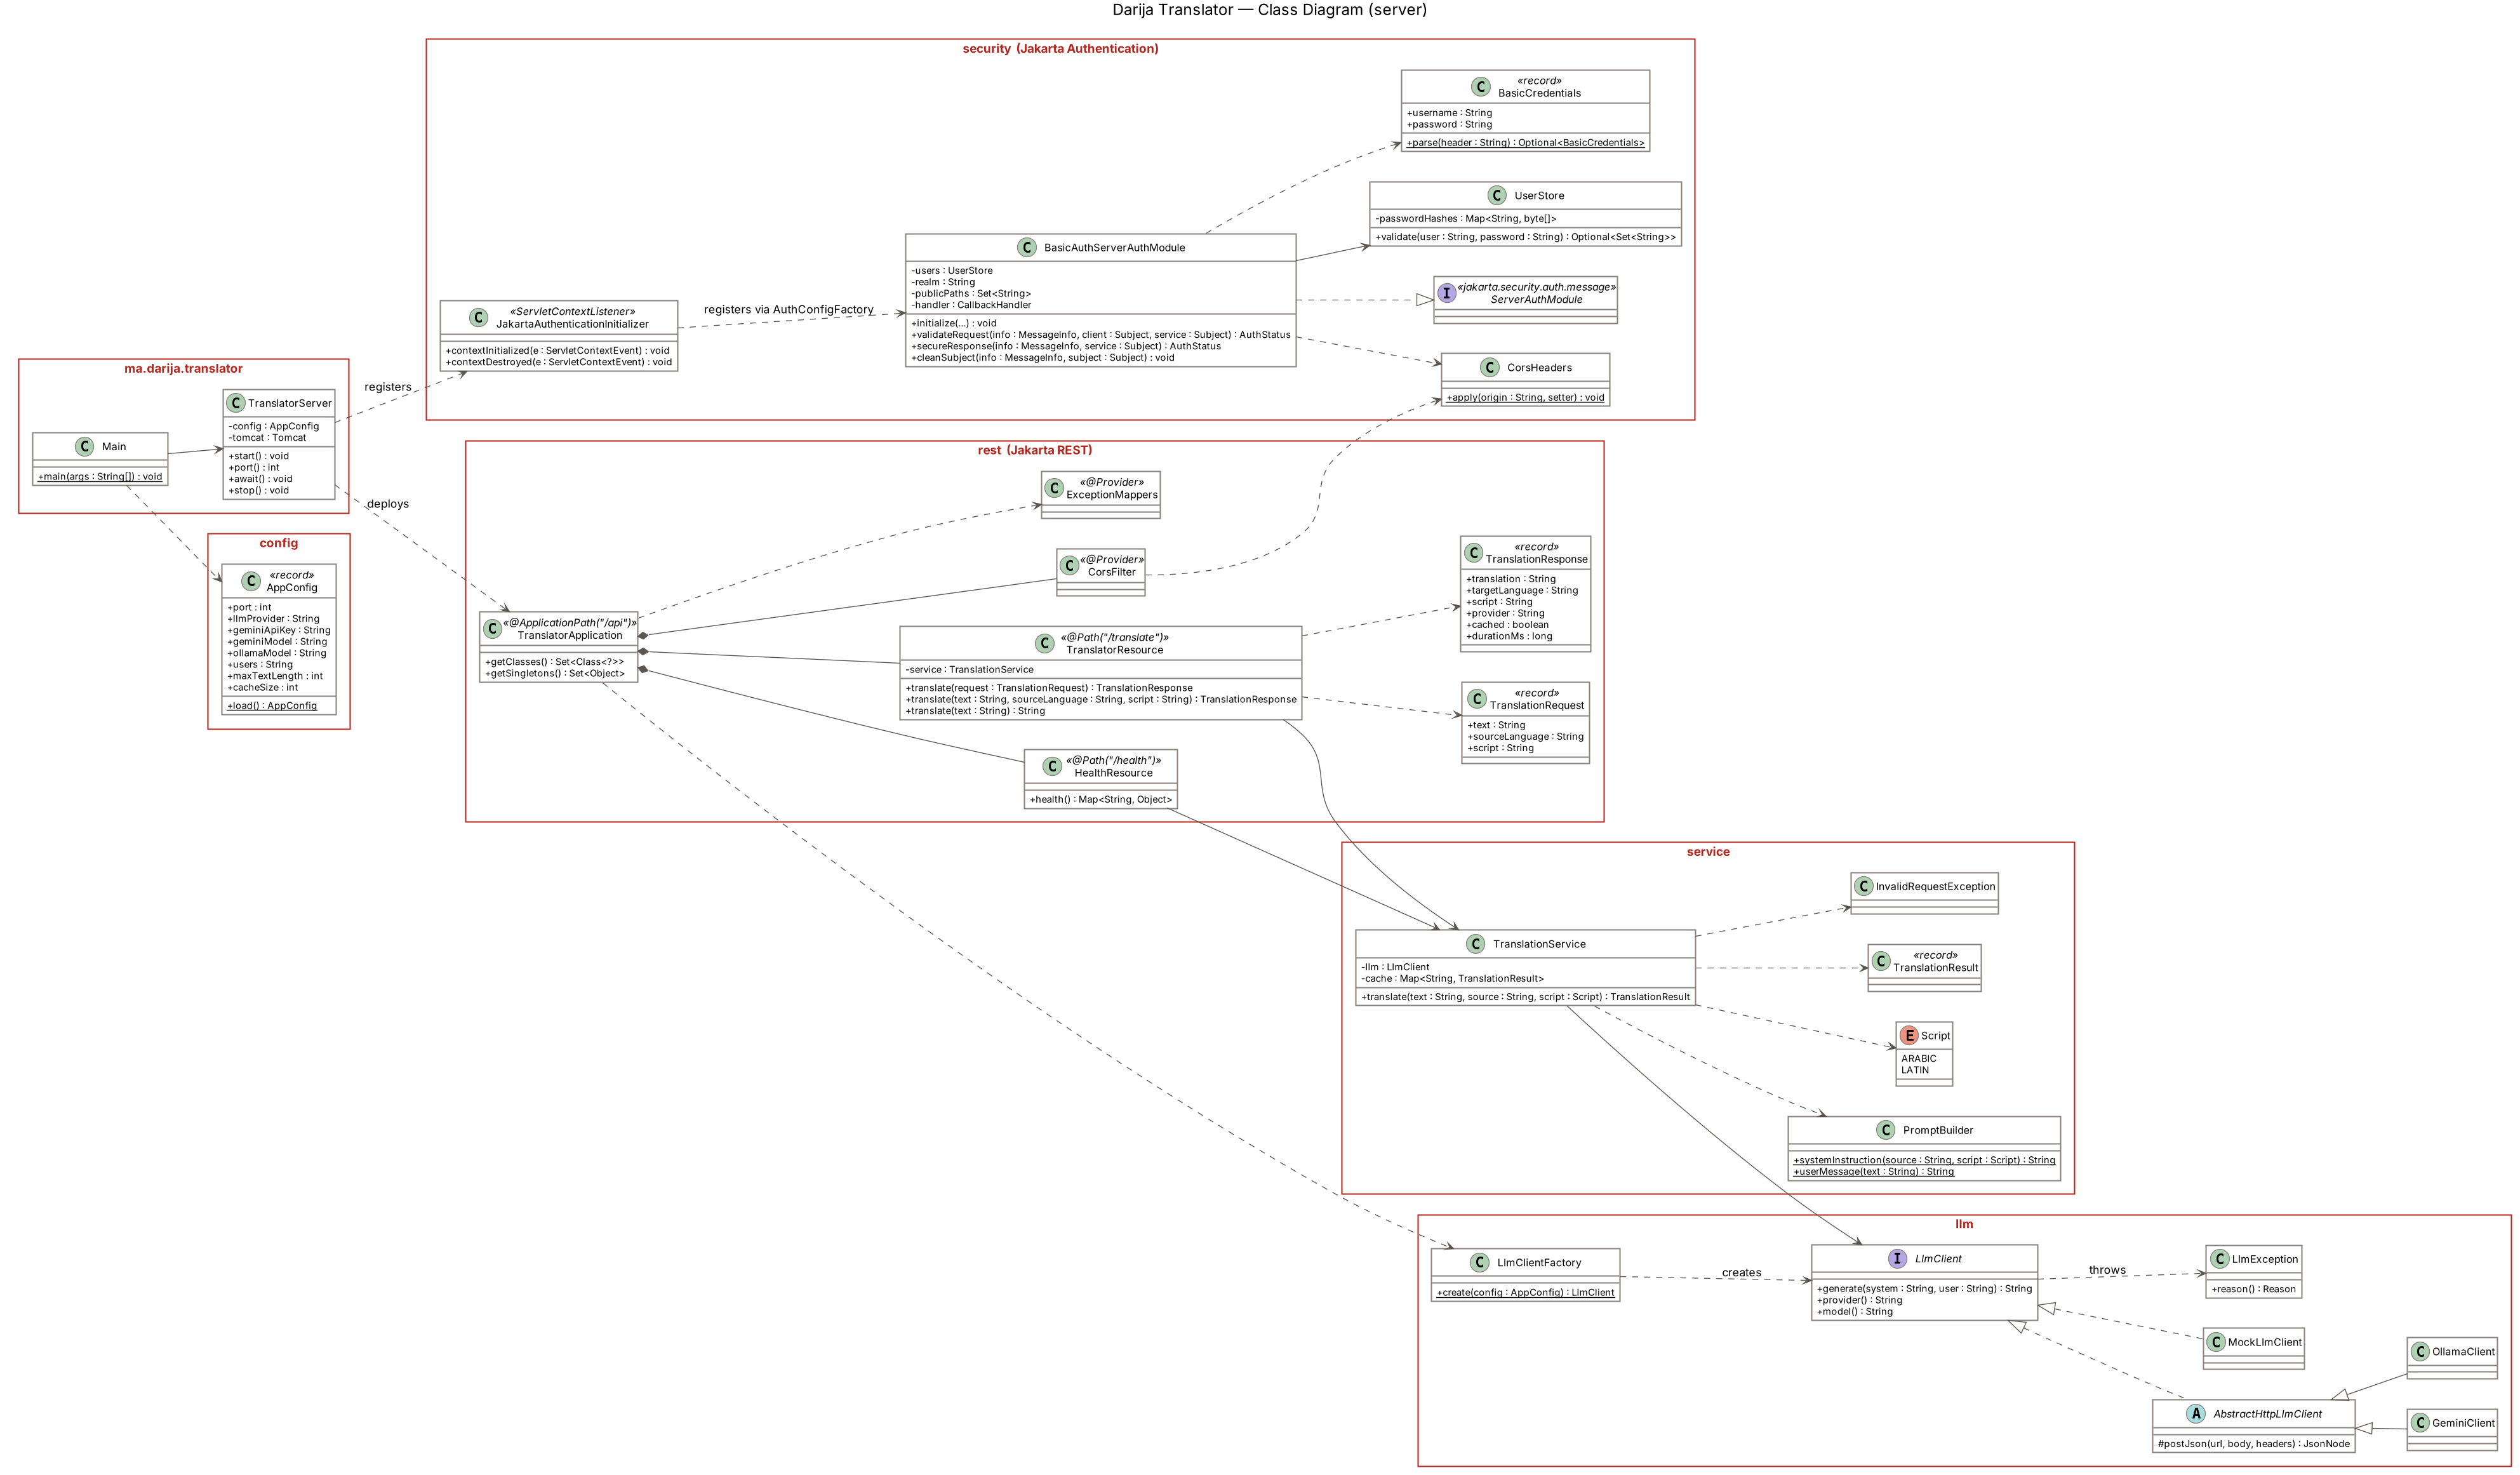 Darija Translator — Class Diagram (server)
security (Jakarta Authentication)
C
«record»
BasicCredentials
+username : String
+password : String
+parse(header : String) : Optional<BasicCredentials>
C
UserStore
-passwordHashes : Map<String, byte[]>
+validate(user : String, password : String) : Optional<Set<String>>
C
BasicAuthServerAuthModule
-users : UserStore
-realm : String
-publicPaths : Set<String>
-handler : CallbackHandler
+initialize(...) : void
+validateRequest(info : MessageInfo, client : Subject, service : Subject) : AuthStatus
+secureResponse(info : MessageInfo, service : Subject) : AuthStatus
+cleanSubject(info : MessageInfo, subject : Subject) : void
I
«jakarta.security.auth.message»
ServerAuthModule
C
«ServletContextListener»
JakartaAuthenticationInitializer
+contextInitialized(e : ServletContextEvent) : void
+contextDestroyed(e : ServletContextEvent) : void
registers via AuthConfigFactory
C
CorsHeaders
+apply(origin : String, setter) : void
ma.darija.translator
C
TranslatorServer
-config : AppConfig
-tomcat : Tomcat
+start() : void
+port() : int
+await() : void
+stop() : void
C
Main
+main(args : String[]) : void
registers
deploys
config
C
«record»
AppConfig
+port : int
+llmProvider : String
+geminiApiKey : String
+geminiModel : String
+ollamaModel : String
+users : String
+maxTextLength : int
+cacheSize : int
+load() : AppConfig
rest (Jakarta REST)
C
«@Provider»
ExceptionMappers
C
«@Provider»
CorsFilter
C
«record»
TranslationResponse
+translation : String
+targetLanguage : String
+script : String
+provider : String
+cached : boolean
+durationMs : long
C
«@ApplicationPath("/api")»
TranslatorApplication
+getClasses() : Set<Class<?>>
+getSingletons() : Set<Object>
C
«@Path("/translate")»
TranslatorResource
-service : TranslationService
+translate(request : TranslationRequest) : TranslationResponse
+translate(text : String, sourceLanguage : String, script : String) : TranslationResponse
+translate(text : String) : String
C
«record»
TranslationRequest
+text : String
+sourceLanguage : String
+script : String
C
«@Path("/health")»
HealthResource
+health() : Map<String, Object>
service
C
InvalidRequestException
C
TranslationService
-llm : LlmClient
-cache : Map<String, TranslationResult>
+translate(text : String, source : String, script : Script) : TranslationResult
C
«record»
TranslationResult
E
Script
ARABIC
LATIN
C
PromptBuilder
+systemInstruction(source : String, script : Script) : String
+userMessage(text : String) : String
llm
C
LlmClientFactory
+create(config : AppConfig) : LlmClient
creates
I
LlmClient
+generate(system : String, user : String) : String
+provider() : String
+model() : String
throws
C
LlmException
+reason() : Reason
C
MockLlmClient
C
OllamaClient
A
AbstractHttpLlmClient
#postJson(url, body, headers) : JsonNode
C
GeminiClient